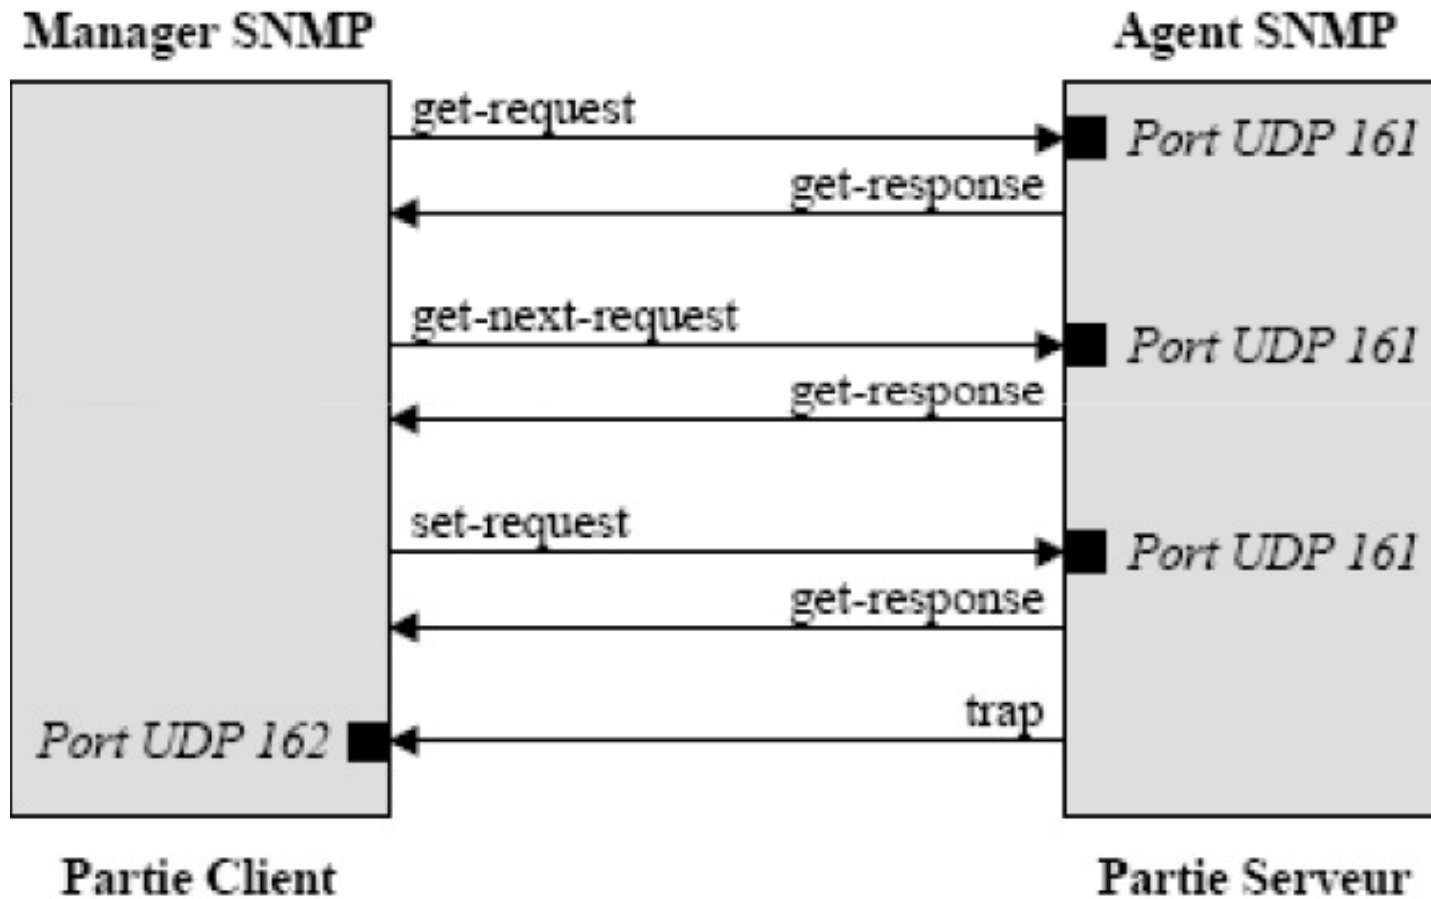 Manager SNMP
Agent SNMP
get-request
Port UDP 161
get-response
get-next-request
Port UDP 161
get-response
set-request
Port UDP 161
get-response
trap
Port UDP 162
Partie Client
Partie Serveur